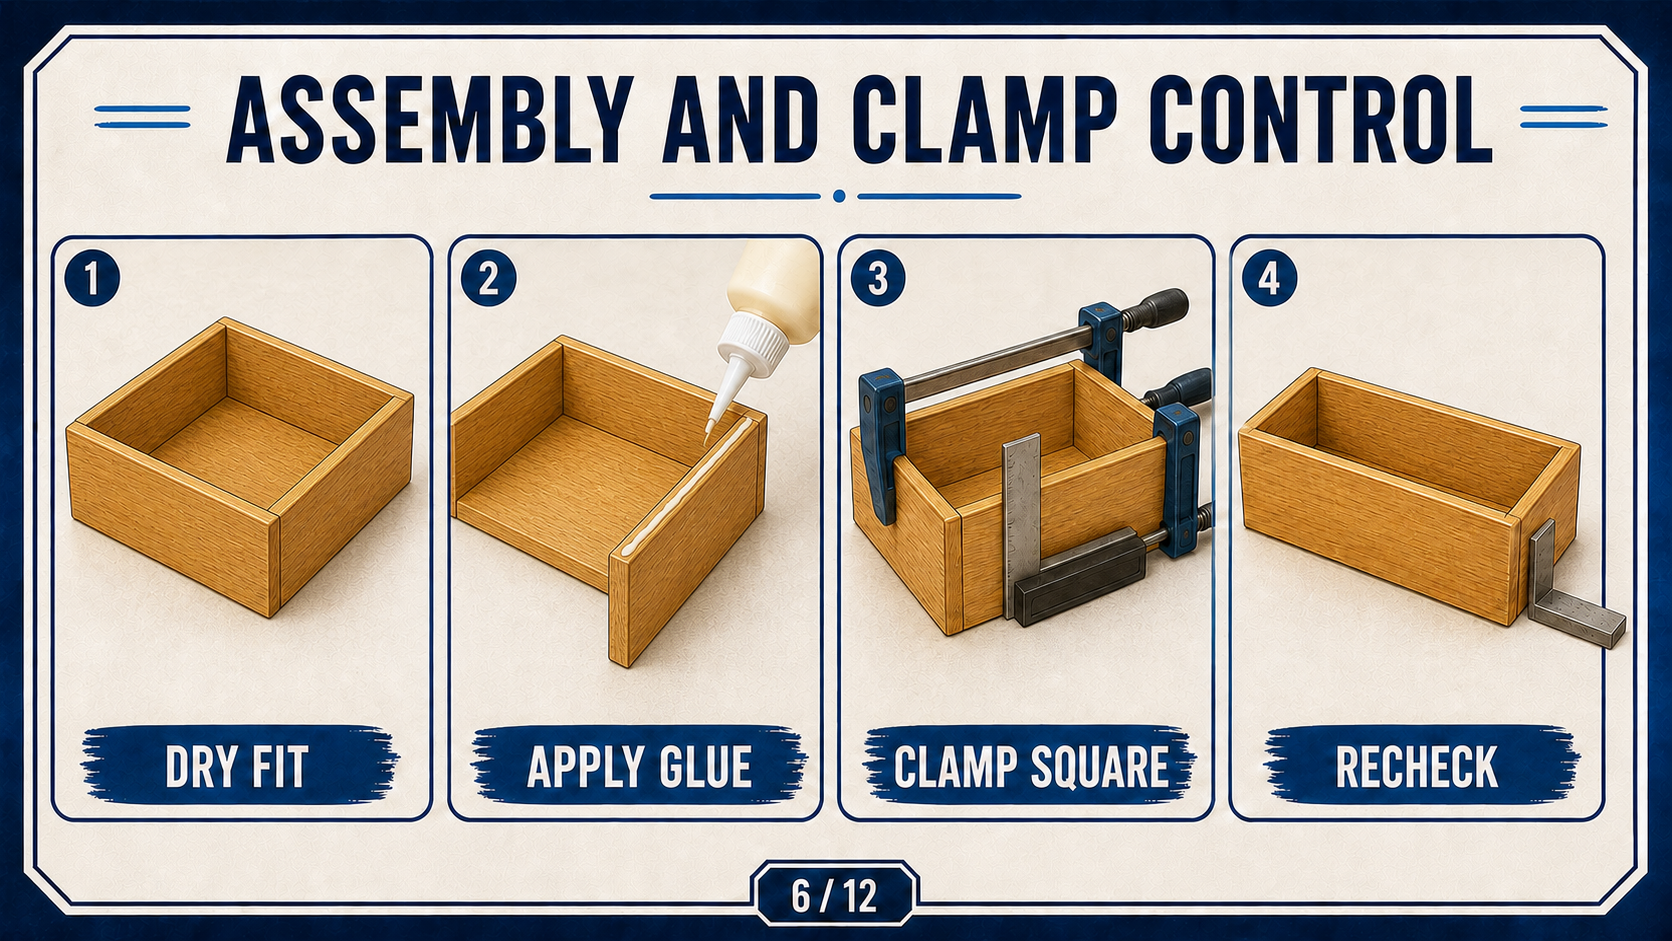 ASSEMBLY AND CLAMP CONTROL
1
DRY FIT
2
APPLY GLUE
3
CLAMP SQUARE
4
RECHECK
6 / 12